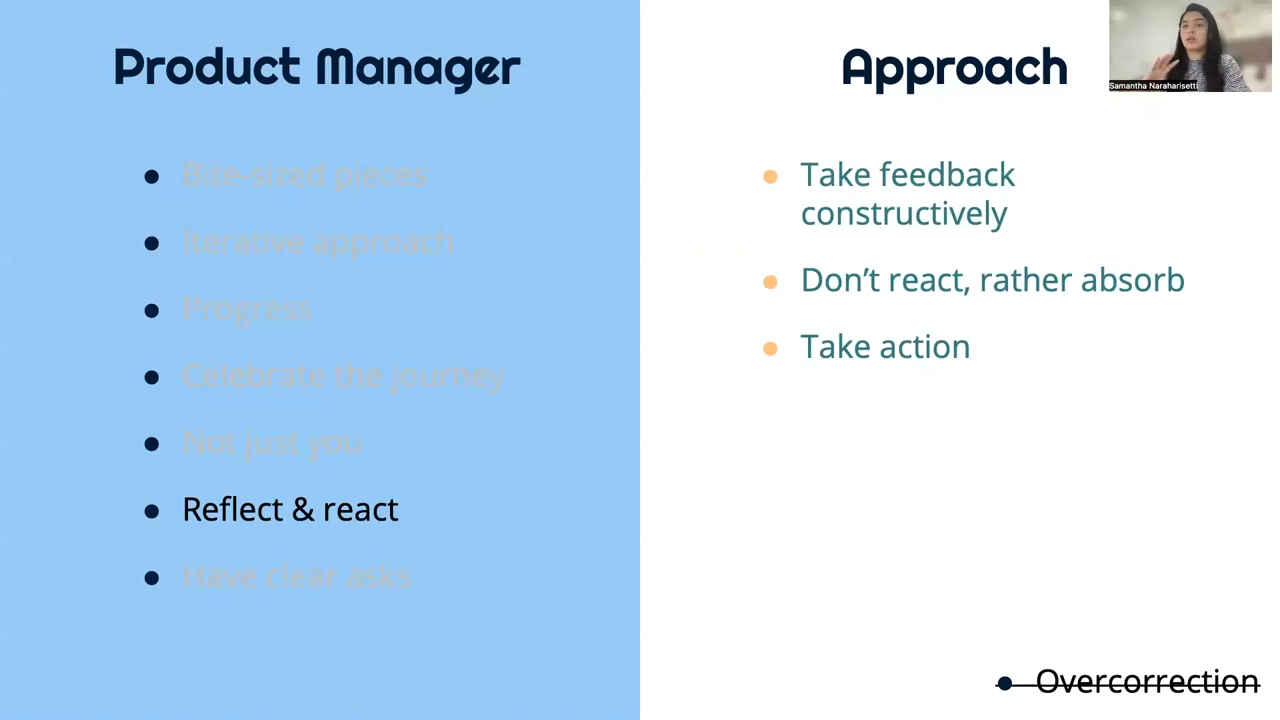 Product Manager
Bite-sized pieces
Iterative approach
Progress
Celebrate the journey
Not just you
Reflect & react
Have clear asks
Approach
Take feedback
constructively
Don’t react, rather absorb
Take action
Overcorrection
Samantha Naraharisetti